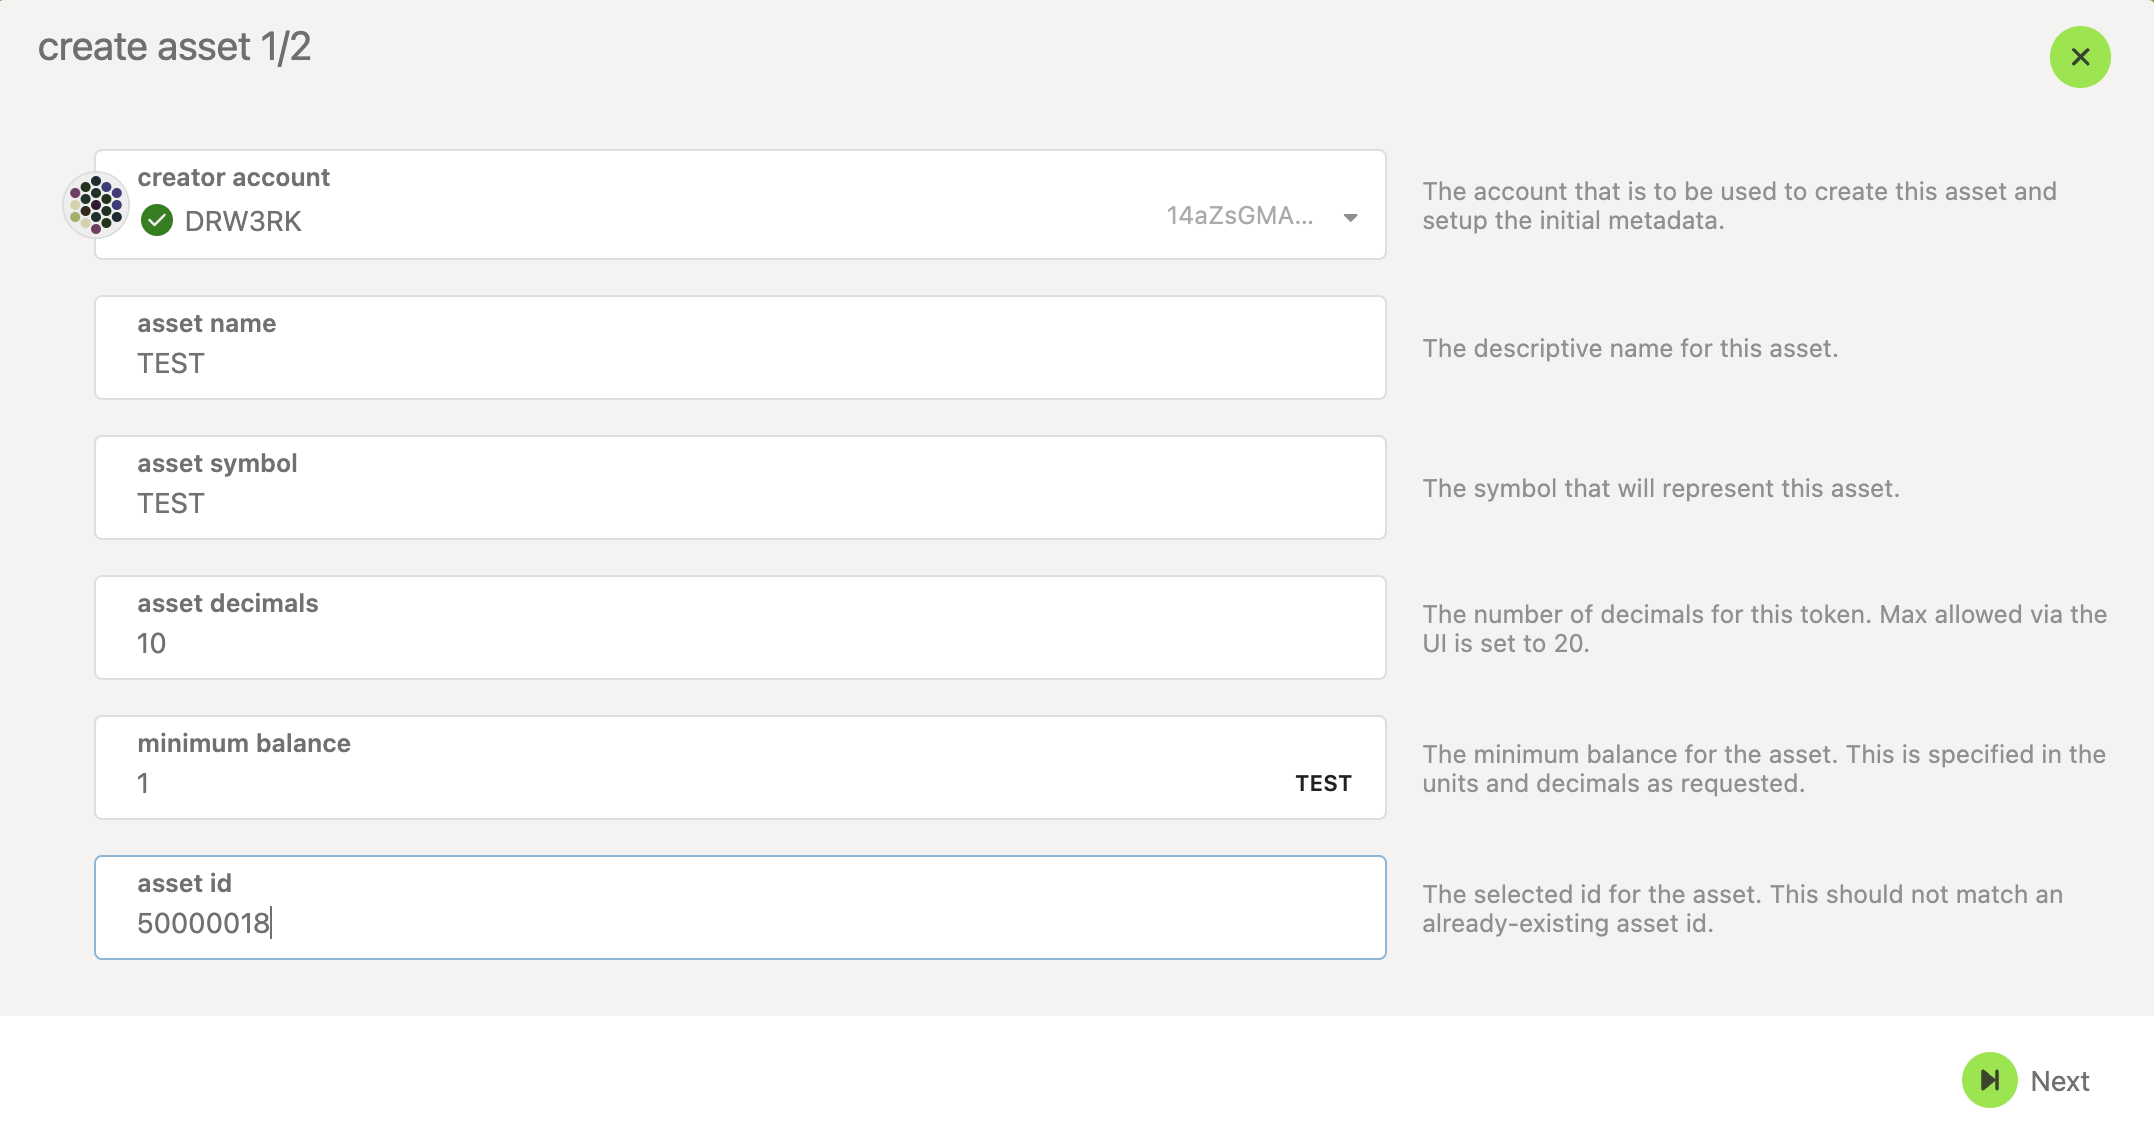 create asset 1/2
creator account
DRW3RK
14aZsGMA...
The account that is to be used to create this asset and
setup the initial metadata.
asset name
TEST
The descriptive name for this asset.
asset symbol
TEST
The symbol that will represent this asset.
asset decimals
10
The number of decimals for this token. Max allowed via the
UI is set to 20.
minimum balance
1
TEST
The minimum balance for the asset. This is specified in the
units and decimals as requested.
asset id
50000018
The selected id for the asset. This should not match an
already-existing asset id.
Next